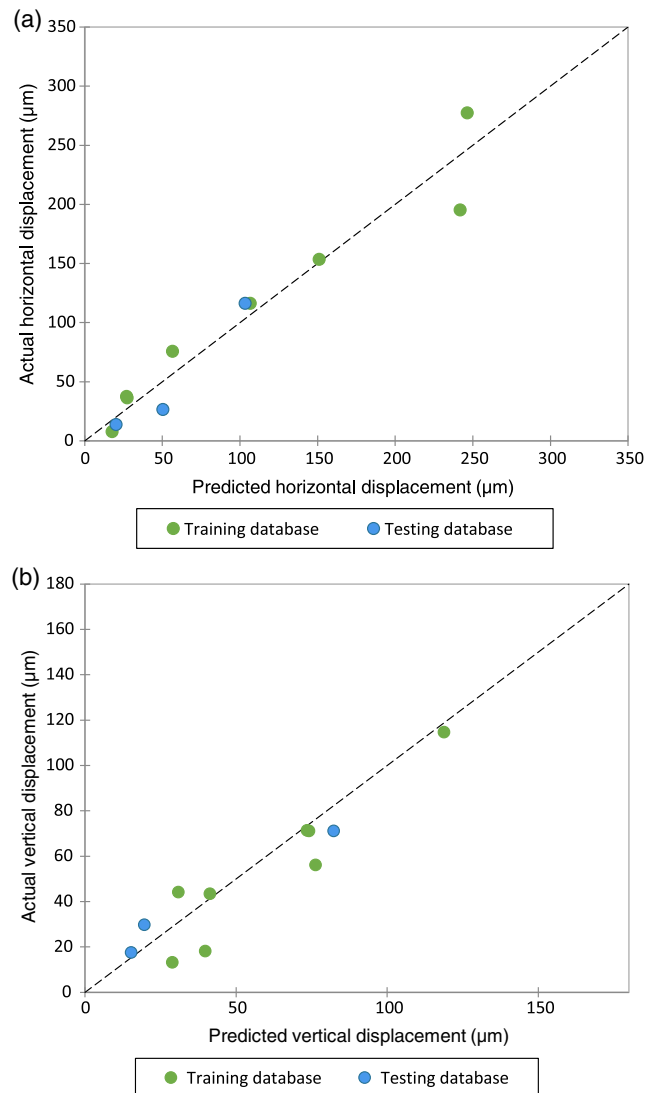 (a)
350
300
250
200
150
100
50
0
Actual horizontal displacement (µm)
0 50 100 150 200 250 300 350
Predicted horizontal displacement (µm)
Training database Testing database
(b)
180
160
140
120
100
80
60
40
20
0
Actual vertical displacement (µm)
0 50 100 150
Predicted vertical displacement (µm)
Training database Testing database